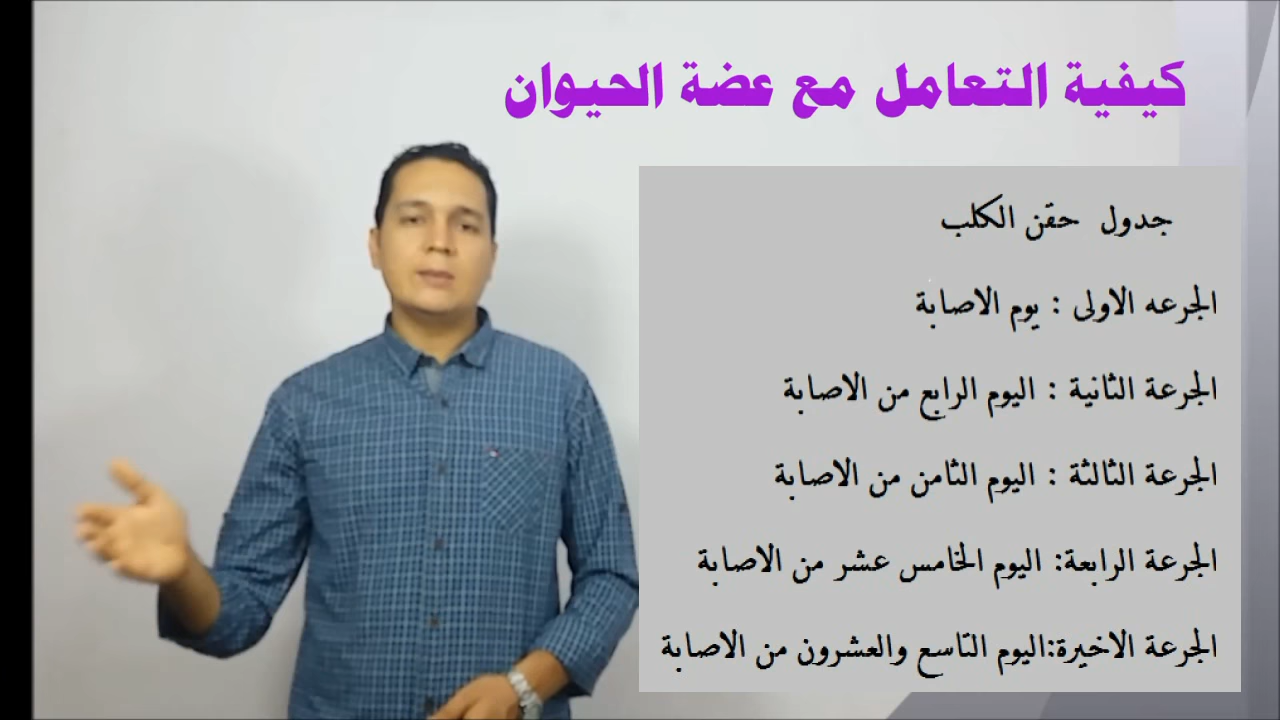 كيفية التعامل مع عضة الحيوان
جدول حقن الكلب
الجرعه الاولى : يوم الاصابة
الجرعة الثانية : اليوم الرابع من الاصابة
الجرعة الثالثة : اليوم الثامن من الاصابة
الجرعة الرابعة: اليوم الخامس عشر من الاصابة
الجرعة الاخيرة:اليوم التاسع والعشرون من الاصابة